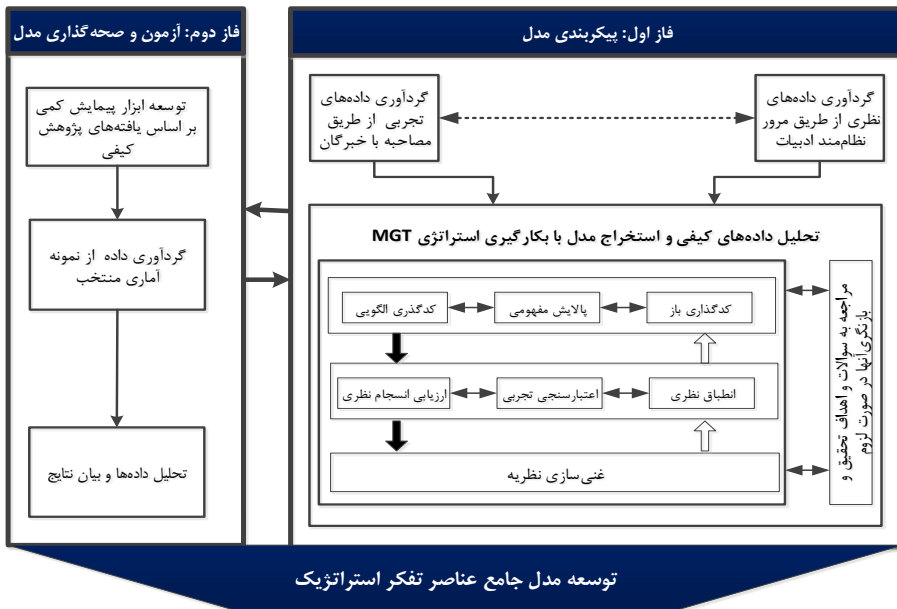 فاز اول: پیکربندی مدل
گردآوری داده‌های
نظری از طریق مرور
نظام‌مند ادبیات
گردآوری داده‌های
تجربی از طریق
مصاحبه با خبرگان
تحلیل داده‌های کیفی و استخراج مدل با بکارگیری استراتژی MGT
کدگذاری باز
پالایش مفهومی
کدگذری الگویی
انطباق نظری
اعتبارسنجی تجربی
ارزیابی انسجام نظری
غنی‌سازی نظریه
مراجعه به سوالات و اهداف تحقیق و
بازنگری آنها در صورت لزوم
فاز دوم: آزمون و صحه‌گذاری مدل
توسعه ابزار پیمایش کمی
بر اساس یافته‌های پژوهش
کیفی
گردآوری داده از نمونه
آماری منتخب
تحلیل داده‌ها و بیان نتایج
توسعه مدل جامع عناصر تفکر استراتژیک